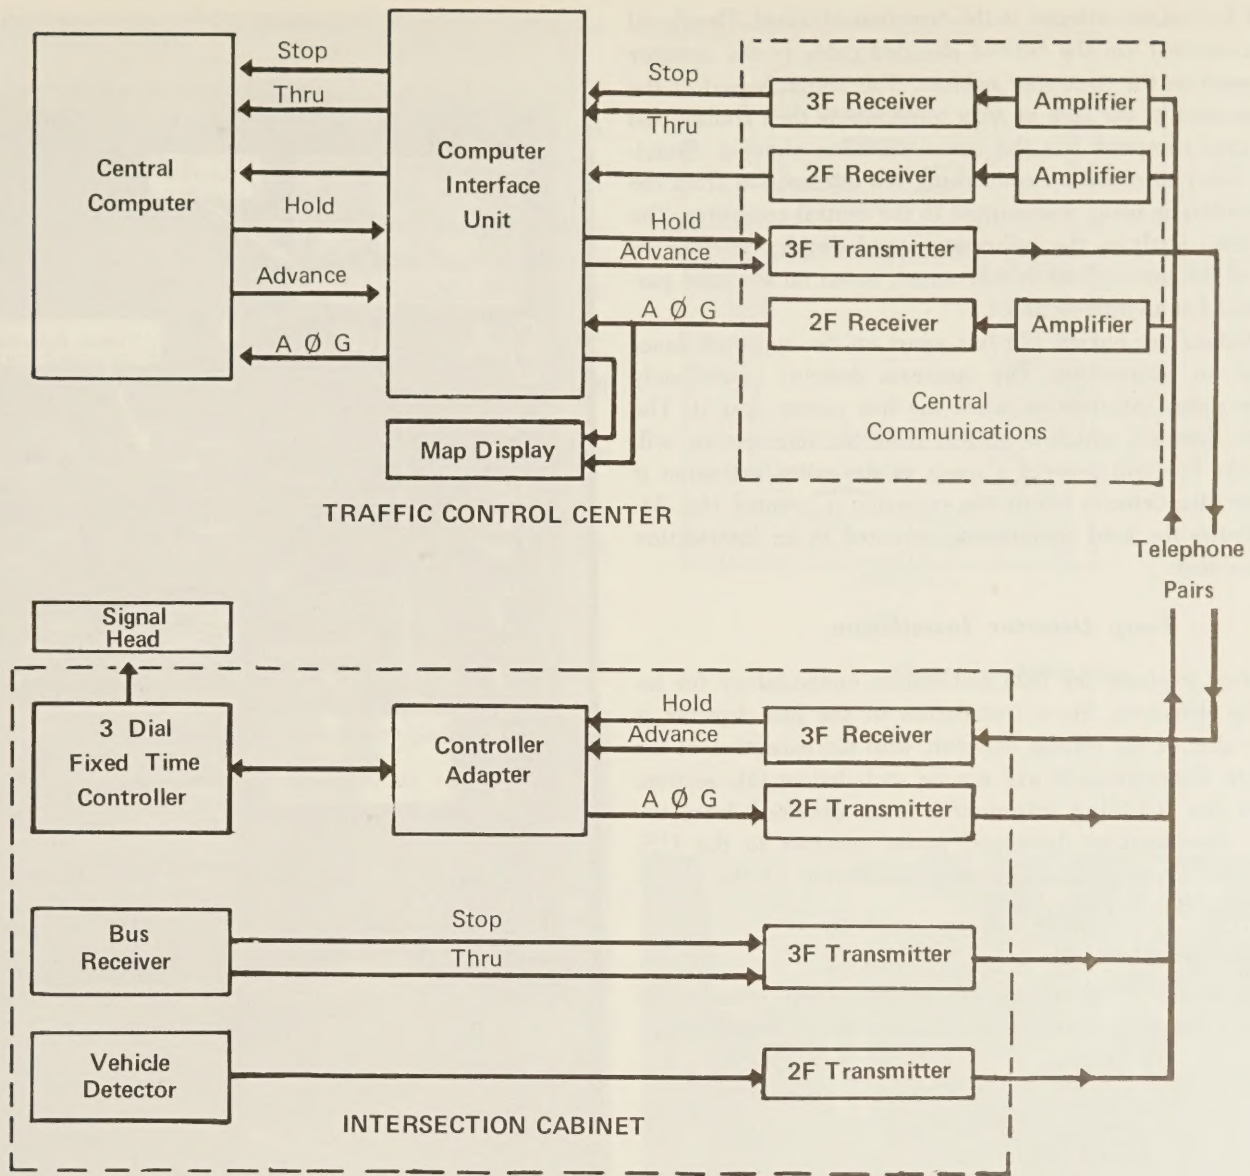 Stop
Thru
Central
Computer
Hold
Advance
A Ø G
Computer
Interface
Unit
Map Display
Stop
Thru
Hold
Advance
A Ø G
3F Receiver
Amplifier
2F Receiver
Amplifier
3F Transmitter
2F Receiver
Amplifier
Central
Communications
TRAFFIC CONTROL CENTER
Telephone
Pairs
Signal
Head
3 Dial
Fixed Time
Controller
Controller
Adapter
Hold
Advance
A Ø G
3F Receiver
2F Transmitter
Bus
Receiver
Stop
Thru
3F Transmitter
Vehicle
Detector
2F Transmitter
INTERSECTION CABINET